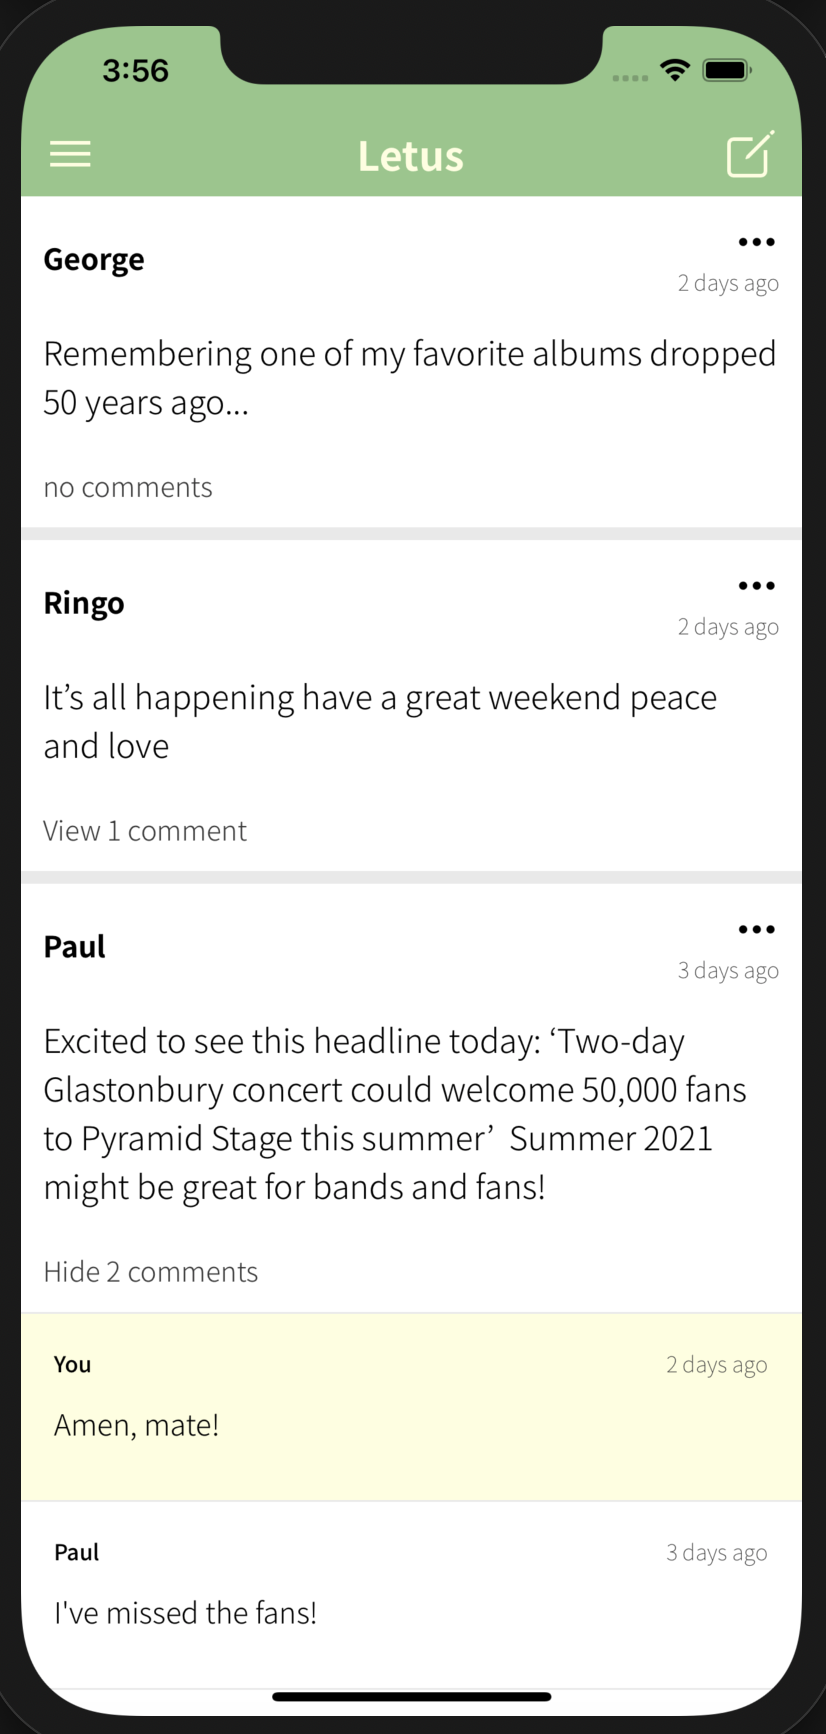 3:56
Letus
George
2 days ago
Remembering one of my favorite albums dropped
50 years ago...
no comments
Ringo
2 days ago
It’s all happening have a great weekend peace
and love
View 1 comment
Paul
3 days ago
Excited to see this headline today: ‘Two-day
Glastonbury concert could welcome 50,000 fans
to Pyramid Stage this summer’  Summer 2021
might be great for bands and fans!
Hide 2 comments
You
2 days ago
Amen, mate!
Paul
3 days ago
I've missed the fans!